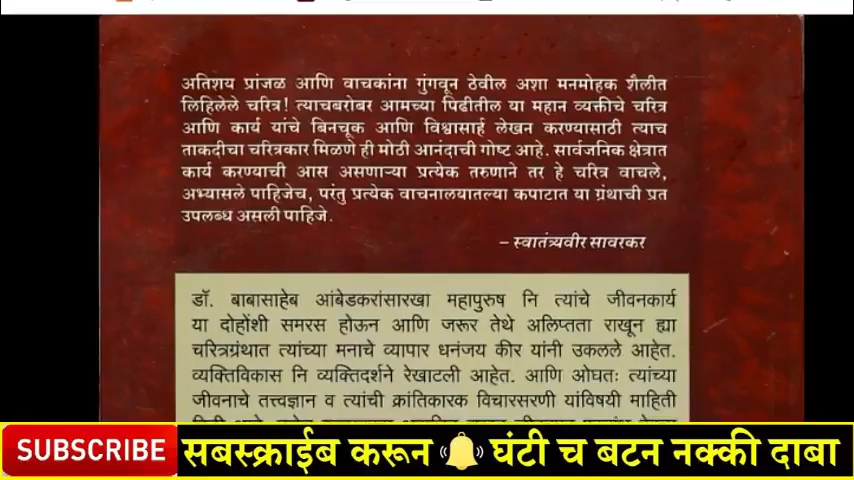 अतिशय प्रांजळ आणि वाचकांना गुंगवून ठेवील अशा मनमोहक शैलीत
लिहिलेले चरित्र! त्याचबरोबर आमच्या पिढीतील या महान व्यक्तीचे चरित्र
आणि कार्य यांचे बिनचूक आणि विश्वासार्ह लेखन करण्यासाठी त्याच
ताकदीचा चरित्रकार मिळणे ही मोठी आनंदाची गोष्ट आहे. सार्वजनिक क्षेत्रात
कार्य करण्याची आस असणाऱ्या प्रत्येक तरुणाने तर हे चरित्र वाचले,
अभ्यासले पाहिजेच, परंतु प्रत्येक वाचनालयातल्या कपाटात या ग्रंथाची प्रत
उपलब्ध असली पाहिजे.
– स्वातंत्र्यवीर सावरकर
डॉ. बाबासाहेब आंबेडकरांसारखा महापुरुष नि त्यांचे जीवनकार्य
या दोहोंशी समरस होऊन आणि जरूर तेथे अलिप्तता राखून ह्या
चरित्रग्रंथात त्यांच्या मनाचे व्यापार धनंजय कीर यांनी उकलले आहेत.
व्यक्तिविकास नि व्यक्तिदर्शने रेखाटली आहेत. आणि ओघतः त्यांच्या
जीवनाचे तत्त्वज्ञान व त्यांची क्रांतिकारक विचारसरणी यांविषयी माहिती
SUBSCRIBE सबस्क्राईब करून घंटी च बटन नक्की दाबा